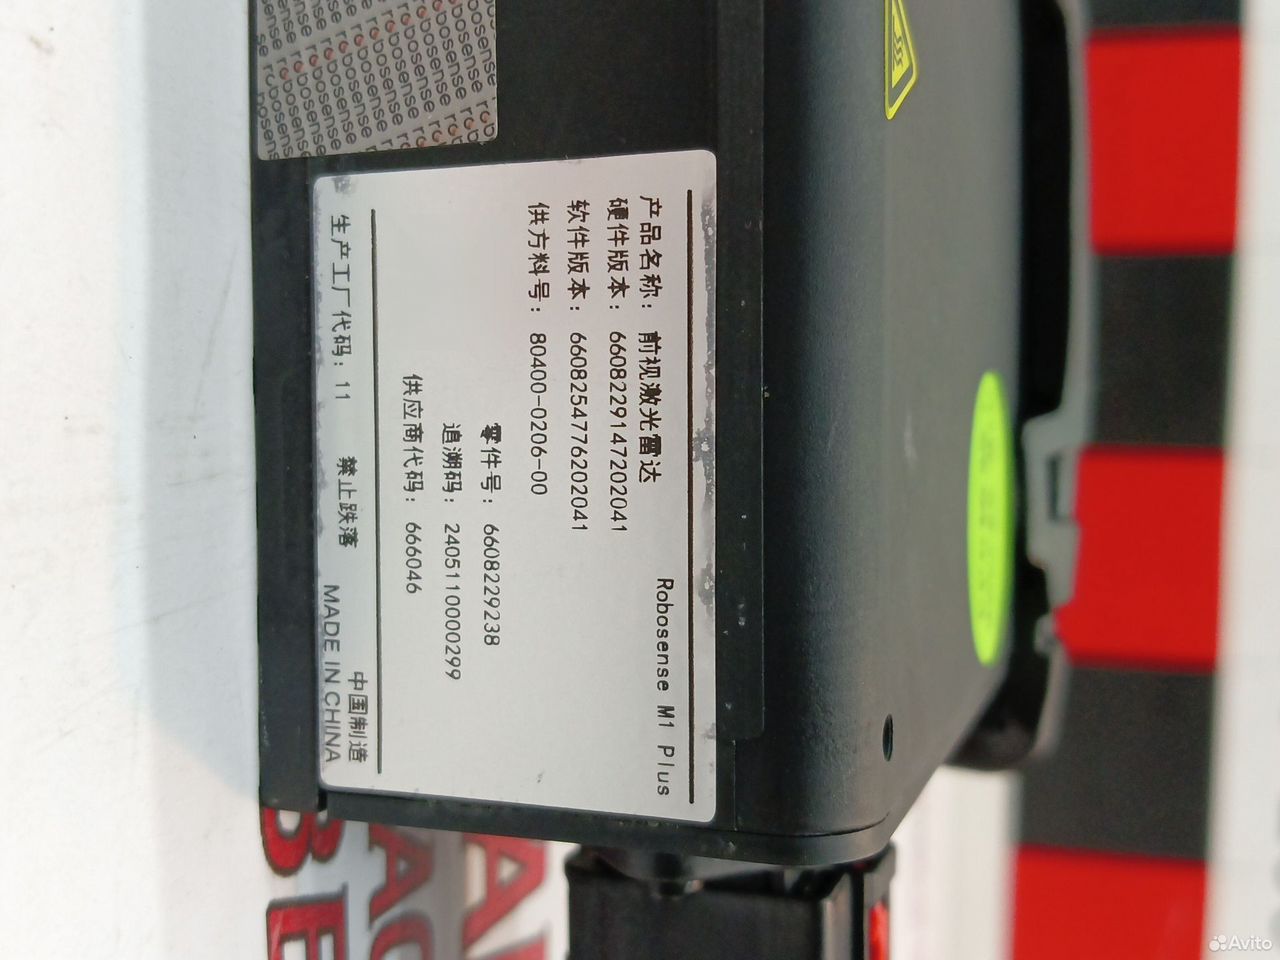 robosense
Robosense M1 Plus
产品名称: 前视激光雷达
硬件版本: 6608229147202041
软件版本: 6608254776202041
供方料号: 80400-0206-00
零件号: 6608229238
追溯码: 2405110000299
供应商代码: 666046
生产工厂代码: 11 禁止跌落 中国制造
MADE IN CHINA
Avito